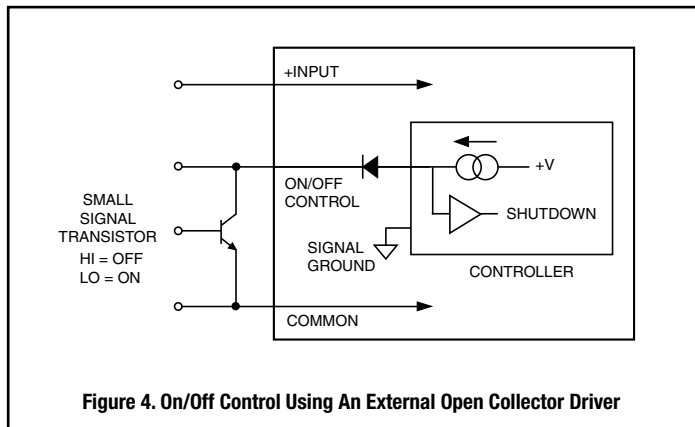 +INPUT
+V
ON/OFF
CONTROL
SHUTDOWN
SMALL
SIGNAL
TRANSISTOR
HI = OFF
LO = ON
SIGNAL
GROUND
CONTROLLER
COMMON
Figure 4. On/Off Control Using An External Open Collector Driver